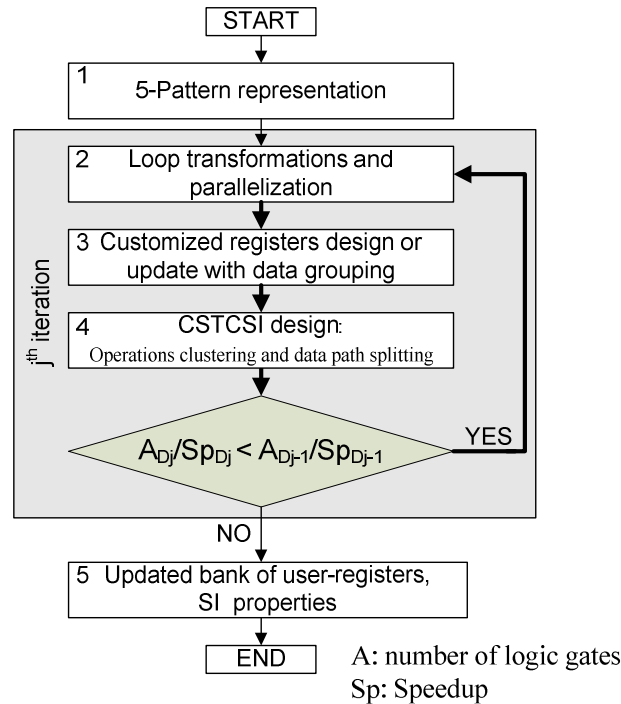 START
1
5-Pattern representation
2 Loop transformations and
parallelization
3 Customized registers design or
update with data grouping
4 CSTCSI design:
Operations clustering and data path splitting
jth iteration
ADj/SpDj < ADj-1/SpDj-1
YES
NO
5 Updated bank of user-registers,
SI properties
END
A: number of logic gates
Sp: Speedup